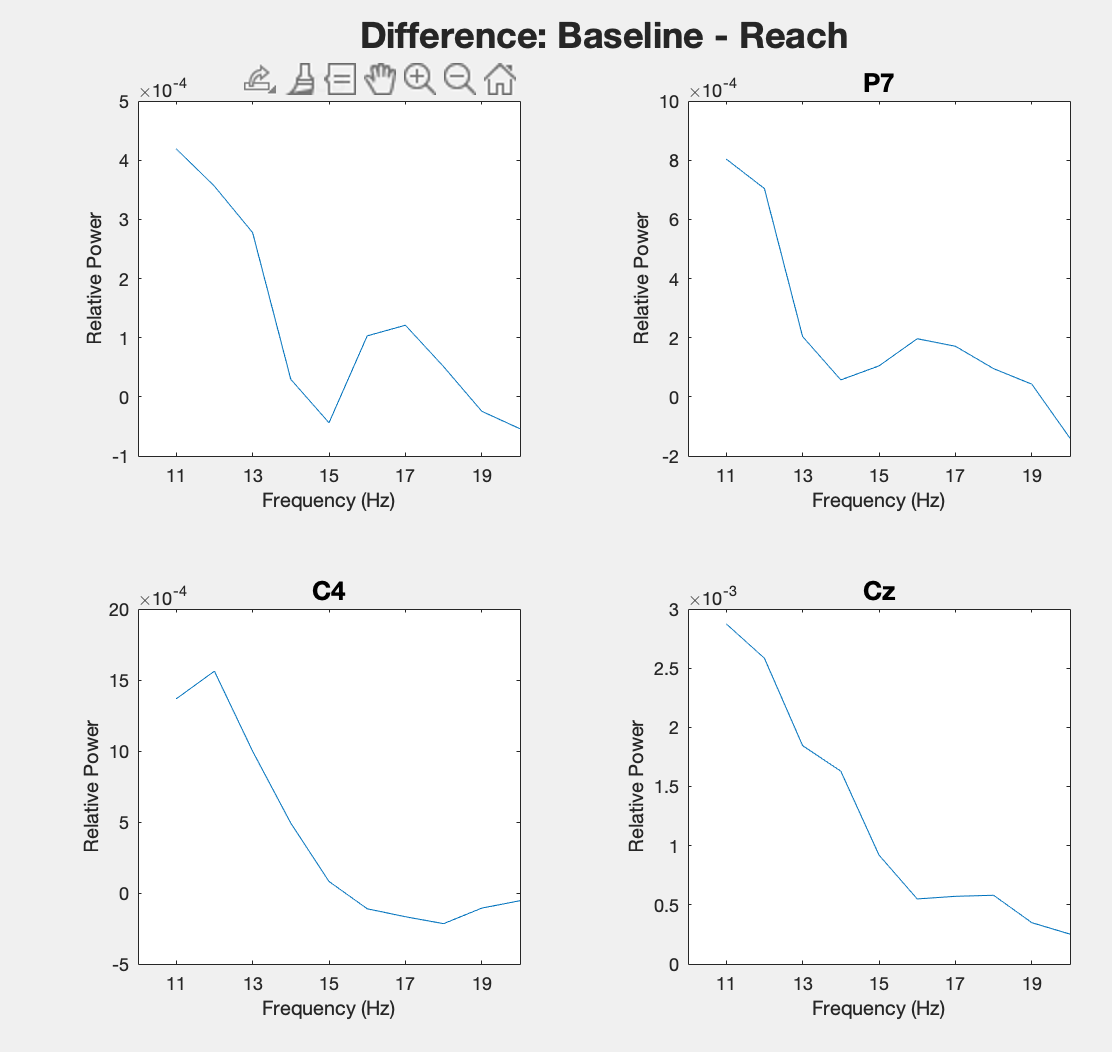 Difference: Baseline - Reach
×10-4
5
4
3
2
1
0
-1
Relative Power
11 13 15 17 19
Frequency (Hz)
P7
×10-4
10
8
6
4
2
0
-2
Relative Power
11 13 15 17 19
Frequency (Hz)
C4
×10-4
20
15
10
5
0
-5
Relative Power
11 13 15 17 19
Frequency (Hz)
Cz
×10-3
3
2.5
2
1.5
1
0.5
0
Relative Power
11 13 15 17 19
Frequency (Hz)